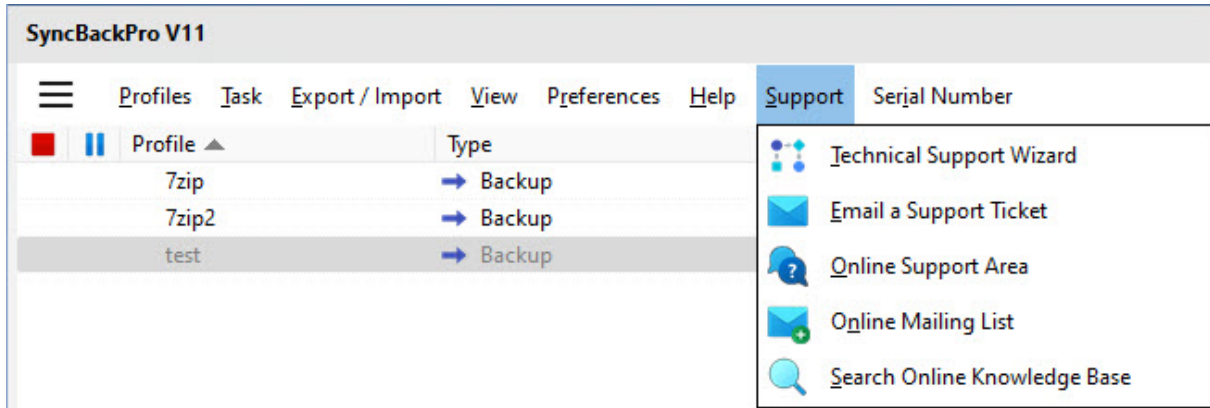 SyncBackPro V11
Profiles Task Export / Import View Preferences Help Support Serial Number
Profile Type
7zip Backup
7zip2 Backup
test Backup
Technical Support Wizard
Email a Support Ticket
Online Support Area
Online Mailing List
Search Online Knowledge Base